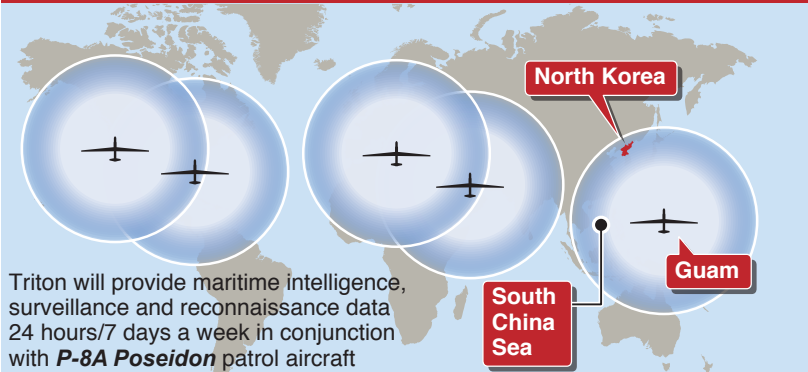 North Korea
Guam
South
China
Sea
Triton will provide maritime intelligence,
surveillance and reconnaissance data
24 hours/7 days a week in conjunction
with P-8A Poseidon patrol aircraft